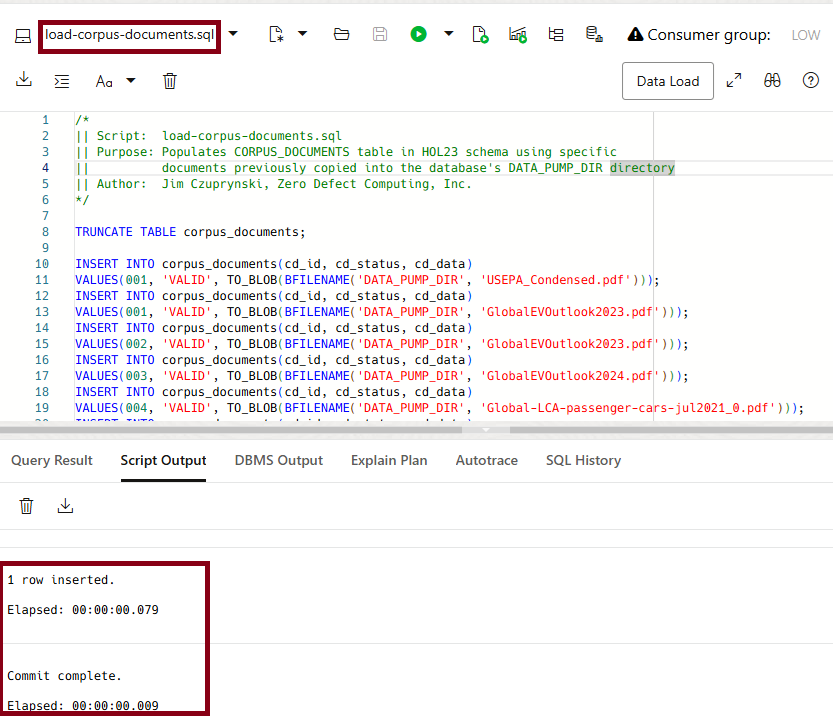 load-corpus-documents.sql
Consumer group: LOW
Aa
Data Load
1 /*
2 || Script:  load-corpus-documents.sql
3 || Purpose: Populates CORPUS_DOCUMENTS table in HOL23 schema using specific
4 ||          documents previously copied into the database's DATA_PUMP_DIR directory
5 || Author:  Jim Czuprynski, Zero Defect Computing, Inc.
6 */
7
8 TRUNCATE TABLE corpus_documents;
9
10 INSERT INTO corpus_documents(cd_id, cd_status, cd_data)
11 VALUES(001, 'VALID', TO_BLOB(BFILENAME('DATA_PUMP_DIR', 'USEPA_Condensed.pdf')));
12 INSERT INTO corpus_documents(cd_id, cd_status, cd_data)
13 VALUES(001, 'VALID', TO_BLOB(BFILENAME('DATA_PUMP_DIR', 'GlobalEVOutlook2023.pdf')));
14 INSERT INTO corpus_documents(cd_id, cd_status, cd_data)
15 VALUES(002, 'VALID', TO_BLOB(BFILENAME('DATA_PUMP_DIR', 'GlobalEVOutlook2023.pdf')));
16 INSERT INTO corpus_documents(cd_id, cd_status, cd_data)
17 VALUES(003, 'VALID', TO_BLOB(BFILENAME('DATA_PUMP_DIR', 'GlobalEVOutlook2024.pdf')));
18 INSERT INTO corpus_documents(cd_id, cd_status, cd_data)
19 VALUES(004, 'VALID', TO_BLOB(BFILENAME('DATA_PUMP_DIR', 'Global-LCA-passenger-cars-jul2021_0.pdf')));
Query Result Script Output DBMS Output Explain Plan Autotrace SQL History
1 row inserted.
Elapsed: 00:00:00.079
Commit complete.
Elapsed: 00:00:00.009